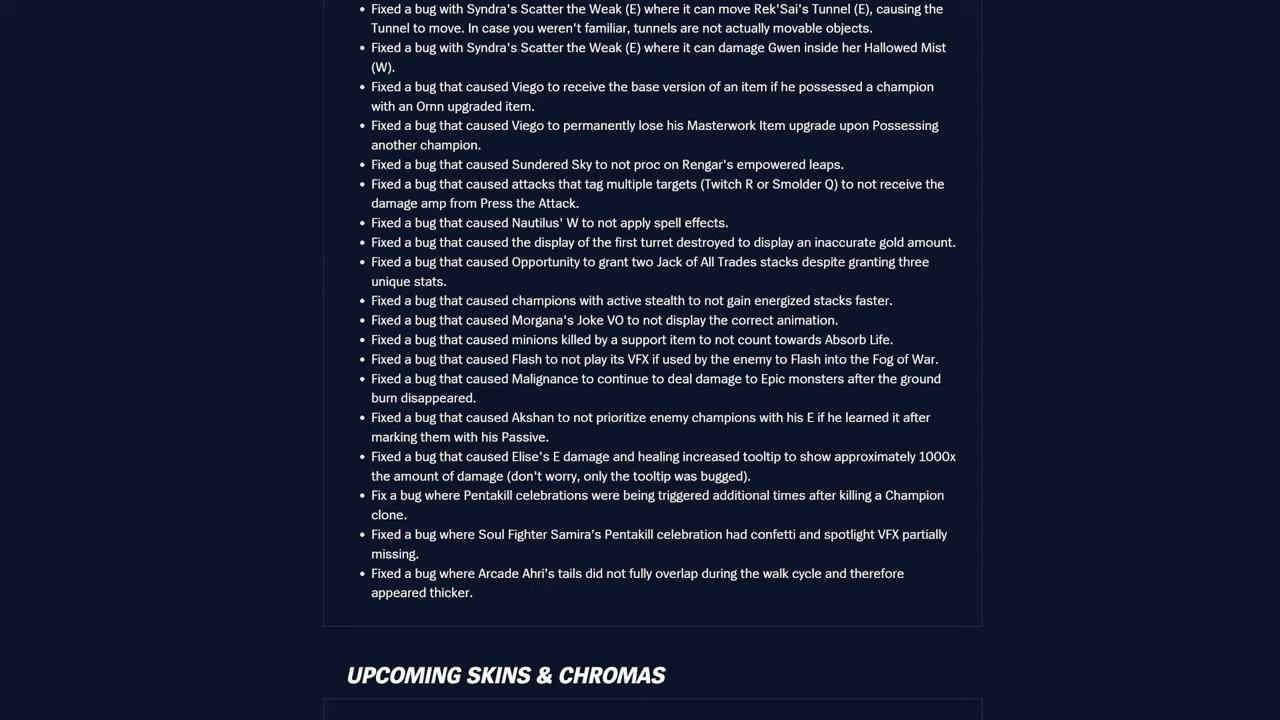 • Fixed a bug with Syndra's Scatter the Weak (E) where it can move Rek'Sai's Tunnel (E), causing the
Tunnel to move. In case you weren't familiar, tunnels are not actually movable objects.
• Fixed a bug with Syndra's Scatter the Weak (E) where it can damage Gwen inside her Hallowed Mist
(W).
• Fixed a bug that caused Viego to receive the base version of an item if he possessed a champion
with an Ornn upgraded item.
• Fixed a bug that caused Viego to permanently lose his Masterwork Item upgrade upon Possessing
another champion.
• Fixed a bug that caused Sundered Sky to not proc on Rengar's empowered leaps.
• Fixed a bug that caused attacks that tag multiple targets (Twitch R or Smolder Q) to not receive the
damage amp from Press the Attack.
• Fixed a bug that caused Nautilus' W to not apply spell effects.
• Fixed a bug that caused the display of the first turret destroyed to display an inaccurate gold amount.
• Fixed a bug that caused Opportunity to grant two Jack of All Trades stacks despite granting three
unique stats.
• Fixed a bug that caused champions with active stealth to not gain energized stacks faster.
• Fixed a bug that caused Morgana's Joke VO to not display the correct animation.
• Fixed a bug that caused minions killed by a support item to not count towards Absorb Life.
• Fixed a bug that caused Flash to not play its VFX if used by the enemy to Flash into the Fog of War.
• Fixed a bug that caused Malignance to continue to deal damage to Epic monsters after the ground
burn disappeared.
• Fixed a bug that caused Akshan to not prioritize enemy champions with his E if he learned it after
marking them with his Passive.
• Fixed a bug that caused Elise's E damage and healing increased tooltip to show approximately 1000x
the amount of damage (don't worry, only the tooltip was bugged).
• Fix a bug where Pentakill celebrations were being triggered additional times after killing a Champion
clone.
• Fixed a bug where Soul Fighter Samira’s Pentakill celebration had confetti and spotlight VFX partially
missing.
• Fixed a bug where Arcade Ahri’s tails did not fully overlap during the walk cycle and therefore
appeared thicker.
UPCOMING SKINS & CHROMAS